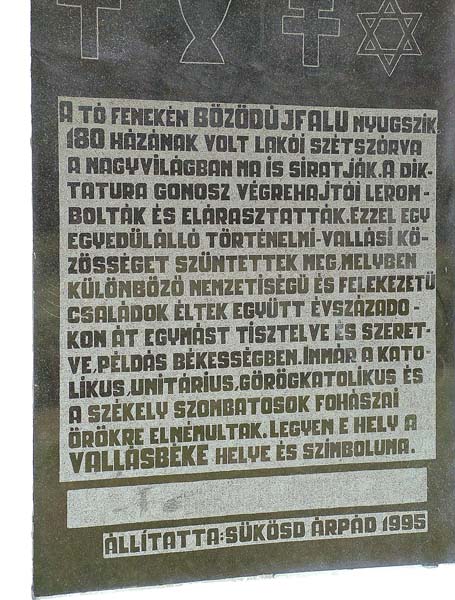 A TÓ FENEKÉN BÖZÖDÚJFALU NYUGSZIK
180 HÁZÁNAK VOLT LAKÓI SZÉTSZÓRVA
A NAGYVILÁGBAN MA IS SIRATJÁK. A DIK-
TATURA GONOSZ VÉGREHAJTÓI LEROM-
BOLTÁK ÉS ELÁRASZTATTÁK. EZZEL EGY
EGYEDÜLÁLLÓ TÖRTÉNELMI-VALLÁSI KÖ-
ZÖSSÉGET SZÜNTETTEK MEG, MELYBEN
KÜLÖNBÖZŐ NEMZETISÉGŰ ÉS FELEKEZETŰ
CSALÁDOK ÉLTEK EGYÜTT ÉVSZÁZADO-
KON ÁT EGYMÁST TISZTELVE ÉS SZERET-
VE, PÉLDÁS BÉKESSÉGBEN. IMMÁR A KATO-
LIKUS, UNITÁRIUS, GÖRÖGKATOLIKUS ÉS
A SZÉKELY SZOMBATOSOK FOHÁSZAI
ÖRÖKRE ELNÉMULTAK. LEGYEN E HELY A
VALLÁSBÉKE HELYE ÉS SZIMBOLUMA.
ÁLLÍTATTA: SÜKÖSD ÁRPÁD 1995